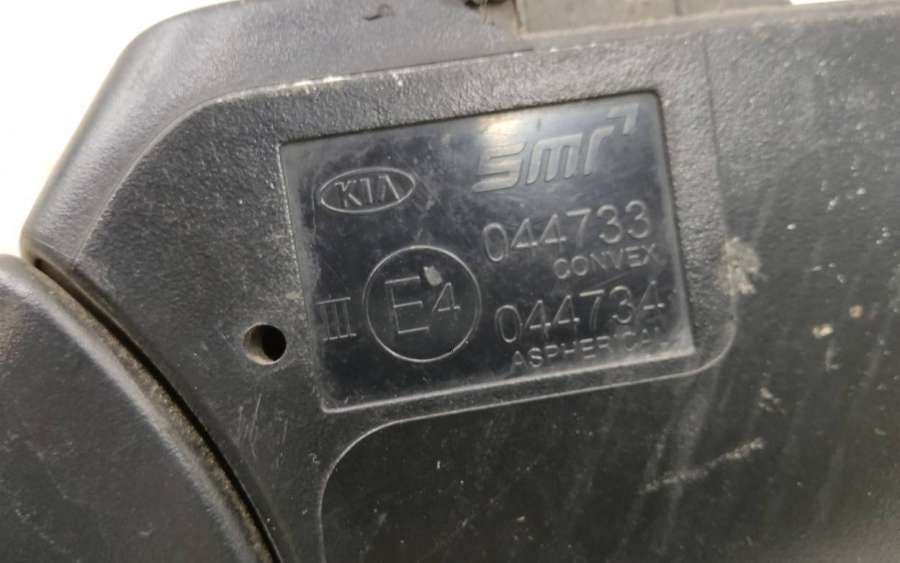 KIA
smr
044733
CONVEX
III
E4
044734
ASPHERICAL